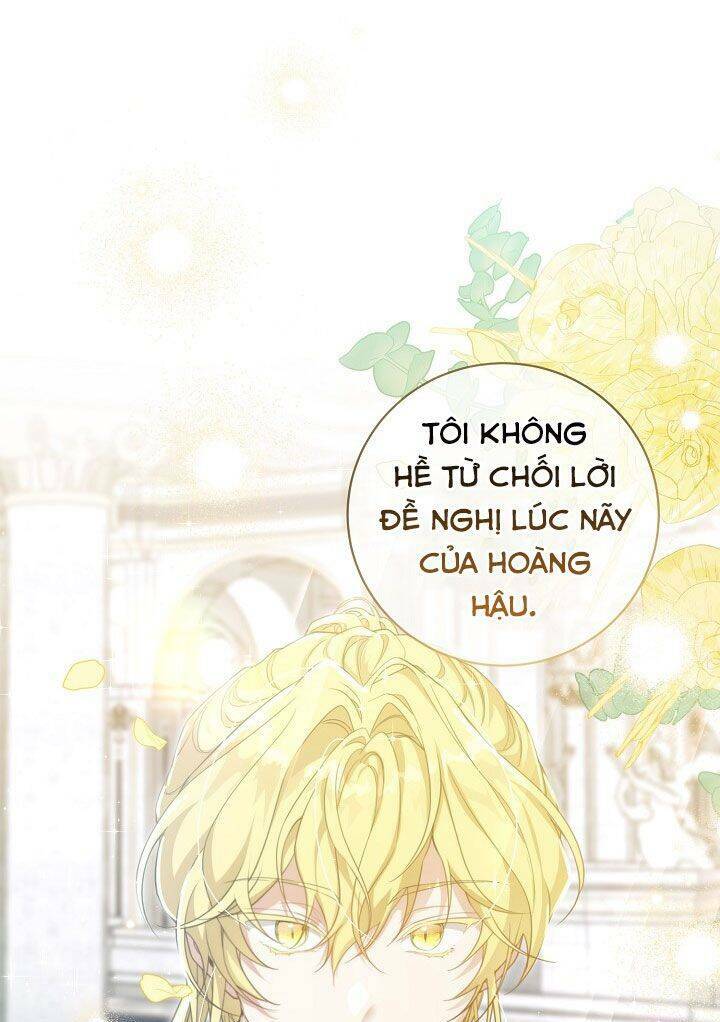 TÔI KHÔNG
HỀ TỪ CHỐI LỜI
ĐỀ NGHỊ LÚC NÃY
CỦA HOÀNG
HẬU.